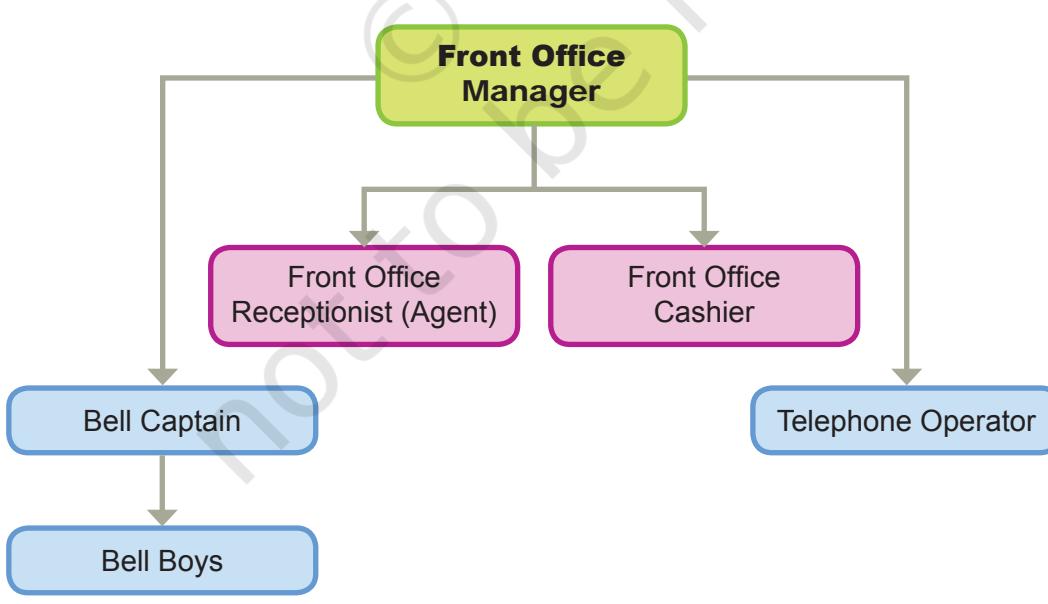 Front Office
Manager
Front Office
Receptionist (Agent)
Front Office
Cashier
Bell Captain
Telephone Operator
Bell Boys
©
not to be